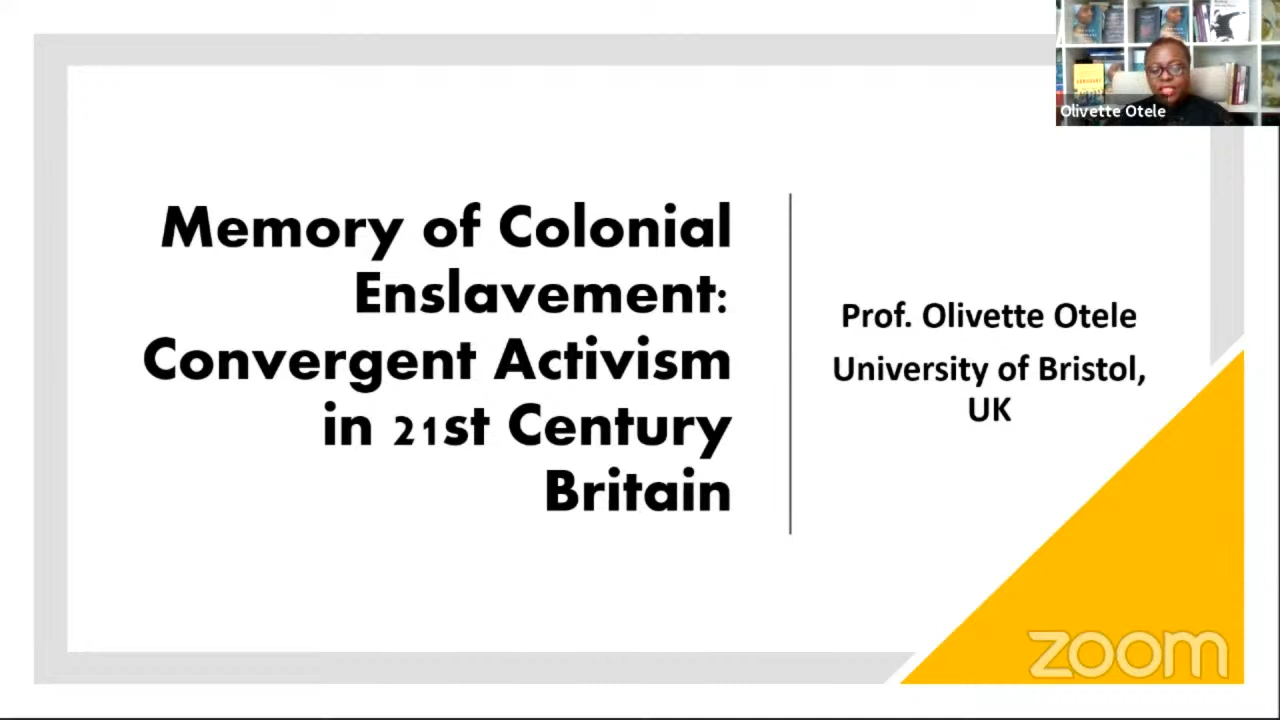 Olivette Otele
Memory of Colonial
Enslavement:
Convergent Activism
in 21st Century
Britain
Prof. Olivette Otele
University of Bristol,
UK
zoom